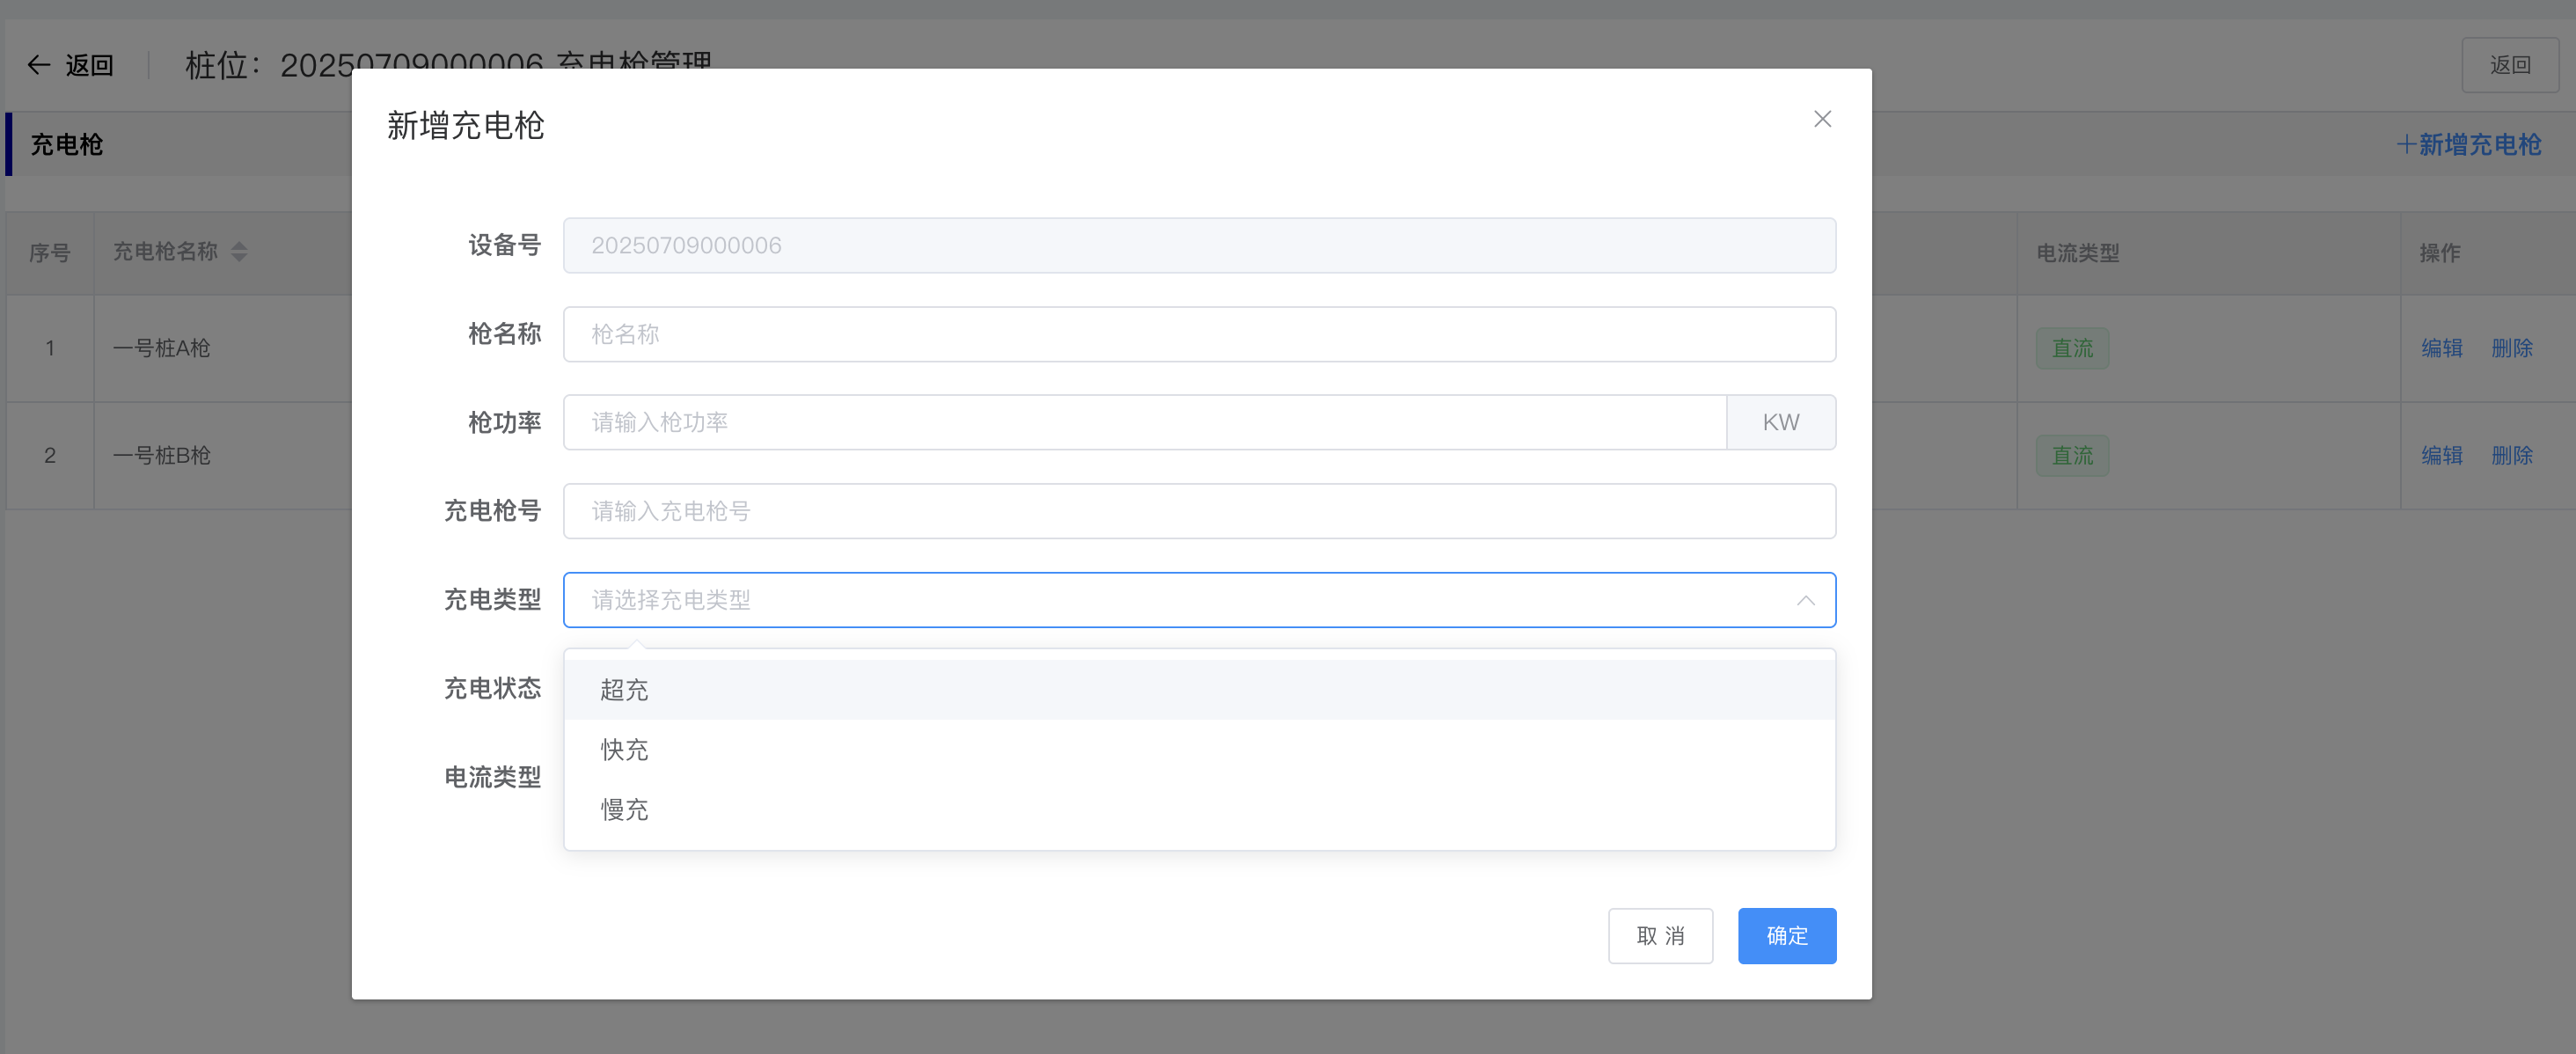 返回
桩位：20250709000006 充电枪管理
返回
充电枪
+新增充电枪
序号 充电枪名称 电流类型 操作
1 一号桩A枪 直流 编辑 删除
2 一号桩B枪 直流 编辑 删除
新增充电枪
设备号 20250709000006
枪名称 枪名称
枪功率 请输入枪功率 KW
充电枪号 请输入充电枪号
充电类型 请选择充电类型
充电状态
电流类型
超充
快充
慢充
取 消 确定